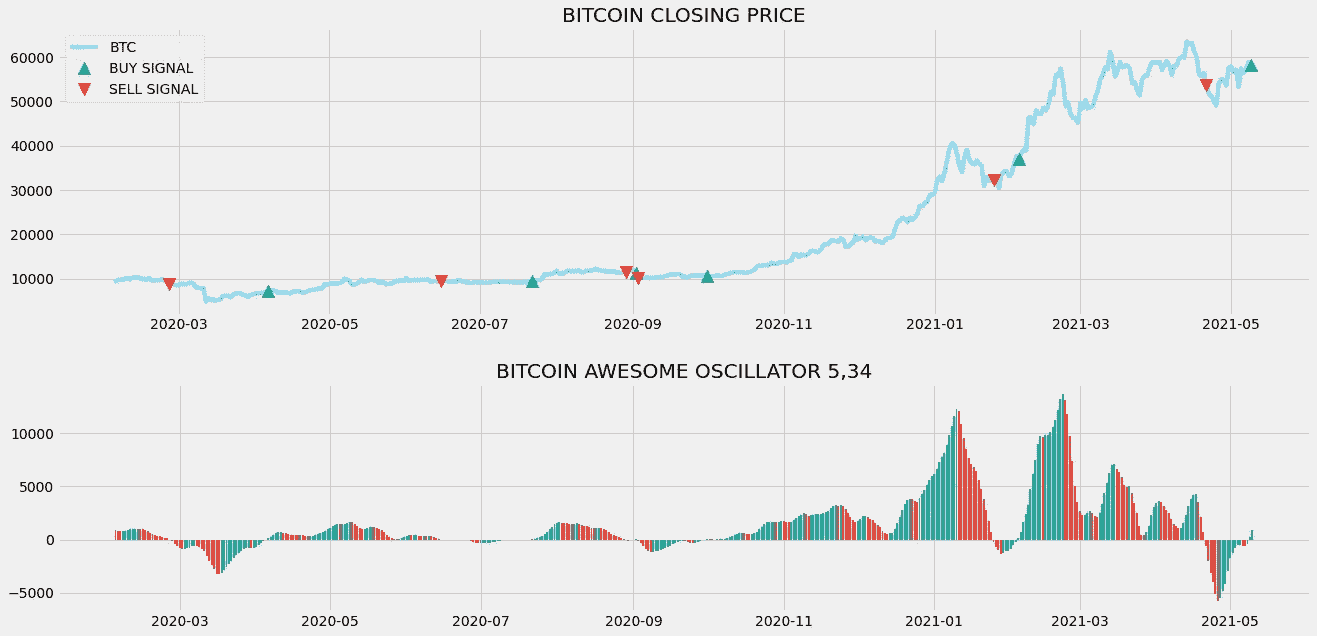 BITCOIN CLOSING PRICE
BTC
BUY SIGNAL
SELL SIGNAL
60000
50000
40000
30000
20000
10000
2020-03 2020-05 2020-07 2020-09 2020-11 2021-01 2021-03 2021-05
BITCOIN AWESOME OSCILLATOR 5,34
10000
5000
0
−5000
2020-03 2020-05 2020-07 2020-09 2020-11 2021-01 2021-03 2021-05